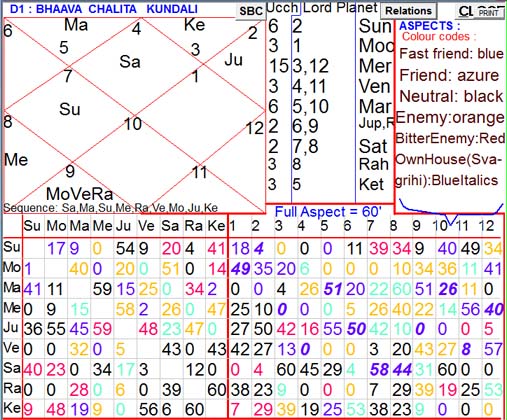 D1 : BHAAVA CHALITA KUNDALI
SBC
Ucch Lord Planet
Relations
PRINT
Ma Ke
6 4 2
5 3 Ju
Sa
7 1
Su
8 10 12
Me
9 11
MoVeRa
Sequence: Sa,Ma,Su,Me,Ra,Ve,Mo,Ju,Ke
6 2 Sun
3 1 Moo
15 3,12 Mer
3 4,11 Ven
6 5,10 Mar
2 6,9 Jup,R
2 7,8 Sat
3 8 Rah
3 5 Ket
ASPECTS :
Colour codes :
Fast friend: blue
Friend: azure
Neutral: black
Enemy:orange
BitterEnemy:Red
OwnHouse(Sva-
grihi):BlueItalics
Full Aspect = 60'
Su Mo Ma Me Ju Ve Sa Ra Ke 1 2 3 4 5 6 7 8 9 10 11 12
Su 17 9 0 54 9 20 4 41 18 4 0 0 0 11 39 34 9 40 49 34
Mo 1 40 0 20 0 51 0 14 49 35 20 6 0 0 0 10 34 36 11 41
Ma 41 11 59 15 25 0 34 2 0 0 4 26 51 20 12 22 51 26 11 0
Me 0 9 15 58 2 26 0 47 25 10 0 0 0 5 26 40 22 14 56 40
Ju 36 55 45 59 48 23 47 0 27 50 42 16 55 50 42 0 0 0 0 5
Ve 0 0 32 0 5 43 0 43 42 27 13 0 0 0 3 20 43 27 8 57
Sa 40 23 0 34 17 3 12 0 0 4 60 45 29 4 58 44 31 60 0 0
Ra 0 0 28 0 6 0 39 60 38 23 9 0 0 0 7 29 39 19 25 53
Ke 9 48 19 9 0 56 6 60 7 29 39 19 25 53 38 23 9 0 0 0